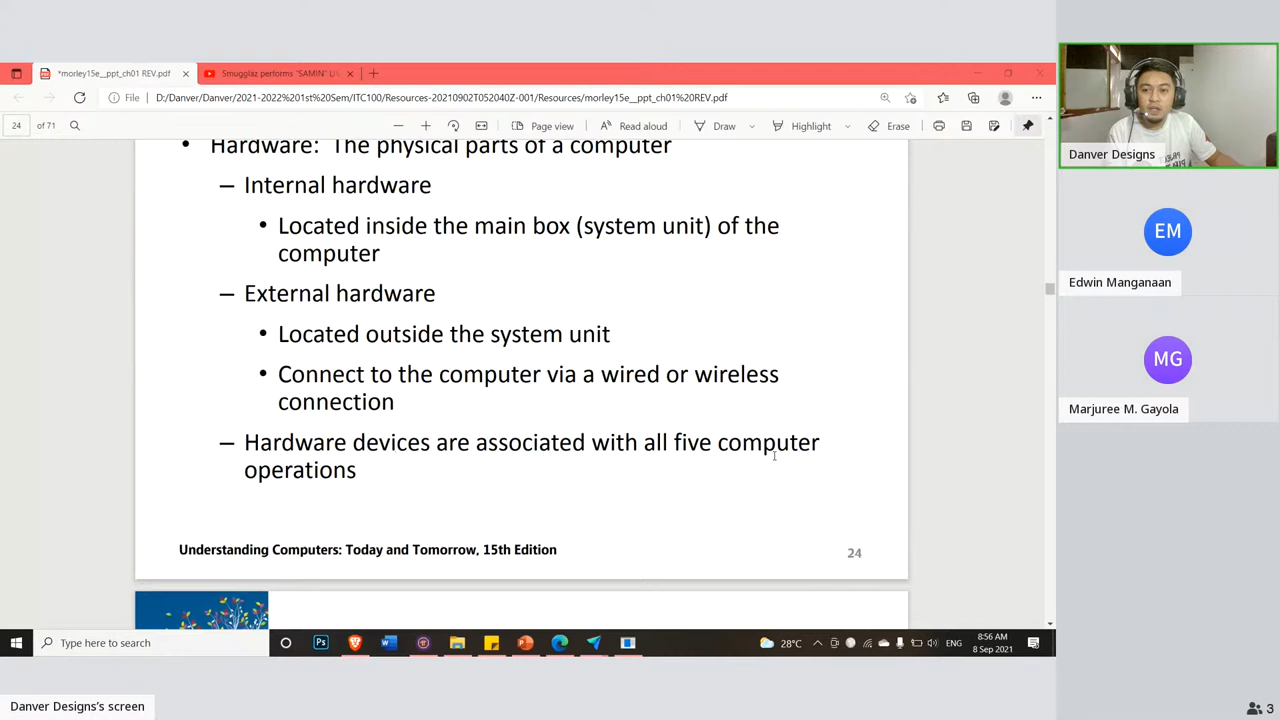 *morley15e__ppt_ch01 REV.pdf
Smugglaz performs "SAMIN" LIV
File D:/Danver/Danver/2021-2022%201st%20Sem/ITC100/Resources-20210902T052040Z-001/Resources/morley15e__ppt_ch01%20REV.pdf
24 of 71 Page view Read aloud Draw Highlight Erase
• Hardware: The physical parts of a computer
– Internal hardware
• Located inside the main box (system unit) of the
computer
– External hardware
• Located outside the system unit
• Connect to the computer via a wired or wireless
connection
– Hardware devices are associated with all five computer
operations
Understanding Computers: Today and Tomorrow, 15th Edition
24
Type here to search
Ps
28°C
ENG
8:56 AM
8 Sep 2021
Danver Designs's screen
Danver Designs
EM
Edwin Manganaan
MG
Marjuree M. Gayola
3